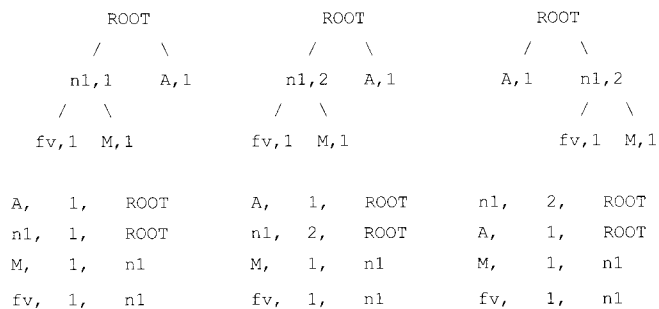 ROOT ROOT ROOT
/ \ / \ / \
n1,1 A,1 n1,2 A,1 A,1 n1,2
/ \ / \ / \
fv,1 M,1 fv,1 M,1 fv,1 M,1
A, 1, ROOT A, 1, ROOT n1, 2, ROOT
n1, 1, ROOT n1, 2, ROOT A, 1, ROOT
M, 1, n1 M, 1, n1 M, 1, n1
fv, 1, n1 fv, 1, n1 fv, 1, n1